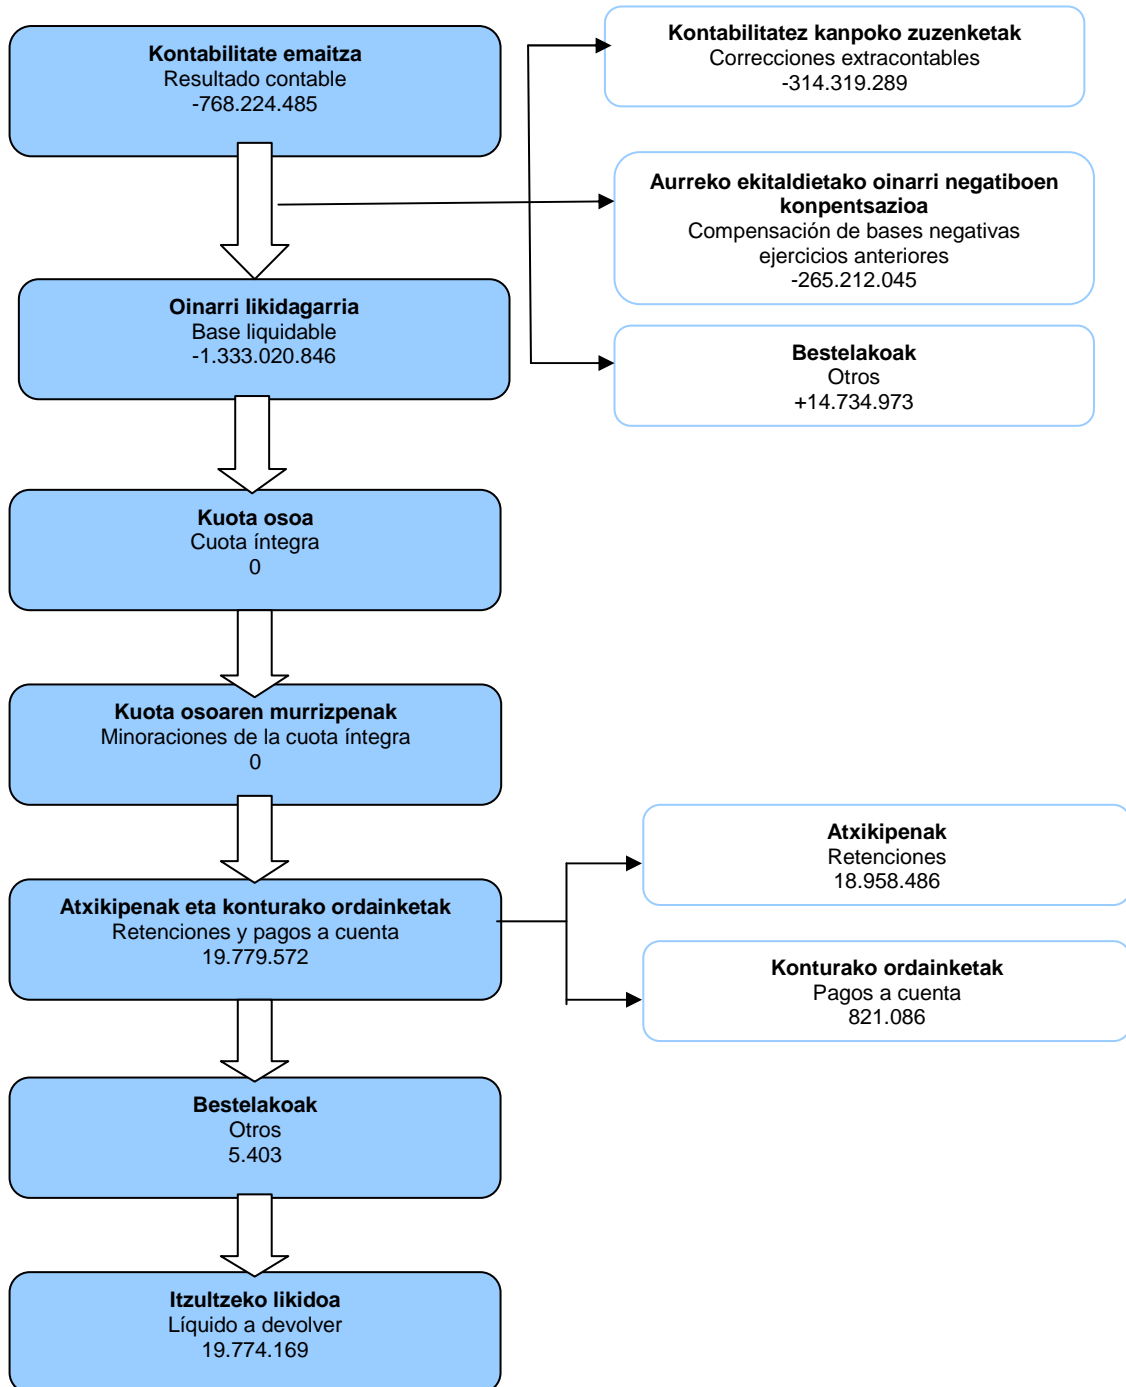 Kontabilitate emaitza
Resultado contable
-768.224.485
Kontabilitatez kanpoko zuzenketak
Correcciones extracontables
-314.319.289
Aurreko ekitaldietako oinarri negatiboen
konpentsazioa
Compensación de bases negativas
ejercicios anteriores
-265.212.045
Oinarri likidagarria
Base liquidable
-1.333.020.846
Bestelakoak
Otros
+14.734.973
Kuota osoa
Cuota íntegra
0
Kuota osoaren murrizpenak
Minoraciones de la cuota íntegra
0
Atxikipenak eta konturako ordainketak
Retenciones y pagos a cuenta
19.779.572
Atxikipenak
Retenciones
18.958.486
Konturako ordainketak
Pagos a cuenta
821.086
Bestelakoak
Otros
5.403
Itzultzeko likidoa
Líquido a devolver
19.774.169